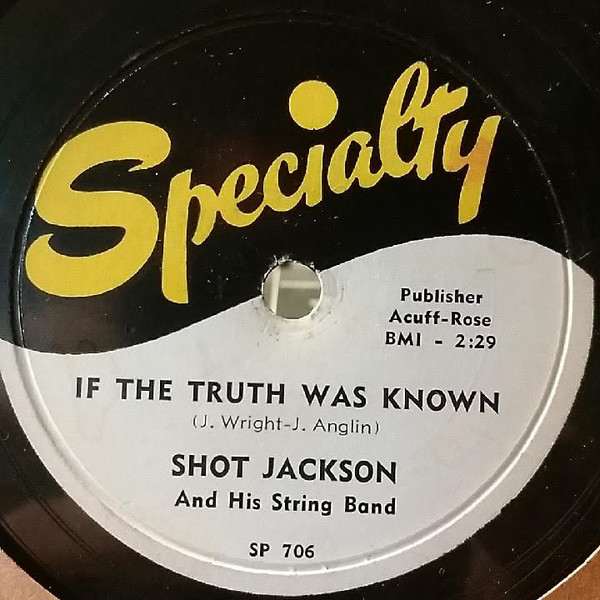 Specialty
Publisher
Acuff-Rose
BMI - 2:29
IF THE TRUTH WAS KNOWN
(J. Wright-J. Anglin)
SHOT JACKSON
And His String Band
SP 706